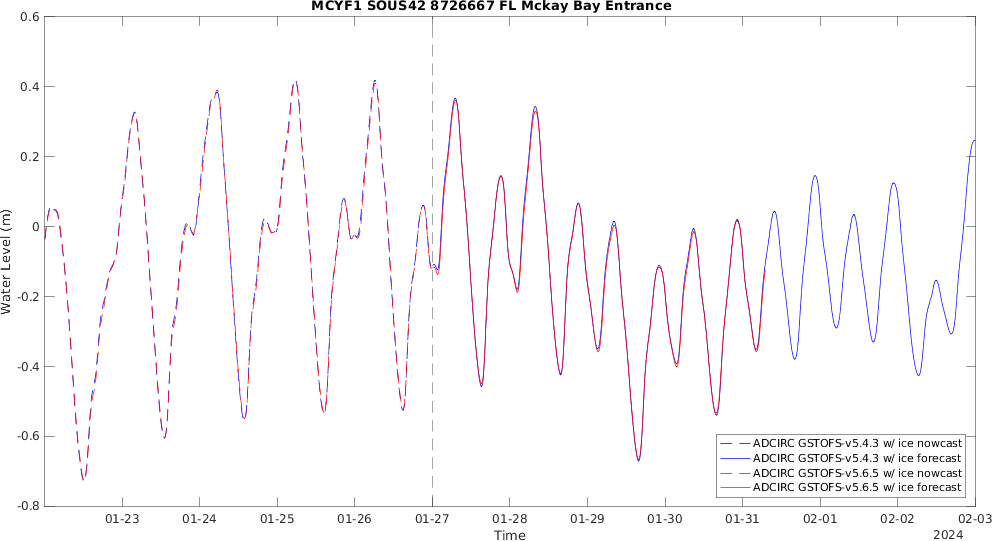 MCYF1 SOUS42 8726667 FL Mckay Bay Entrance
0.6
0.4
0.2
0
-0.2
-0.4
-0.6
-0.8
Water Level (m)
ADCIRC GSTOFS-v5.4.3 w/ ice nowcast
ADCIRC GSTOFS-v5.4.3 w/ ice forecast
ADCIRC GSTOFS-v5.6.5 w/ ice nowcast
ADCIRC GSTOFS-v5.6.5 w/ ice forecast
01-23 01-24 01-25 01-26 01-27 01-28 01-29 01-30 01-31 02-01 02-02 02-03
Time
2024